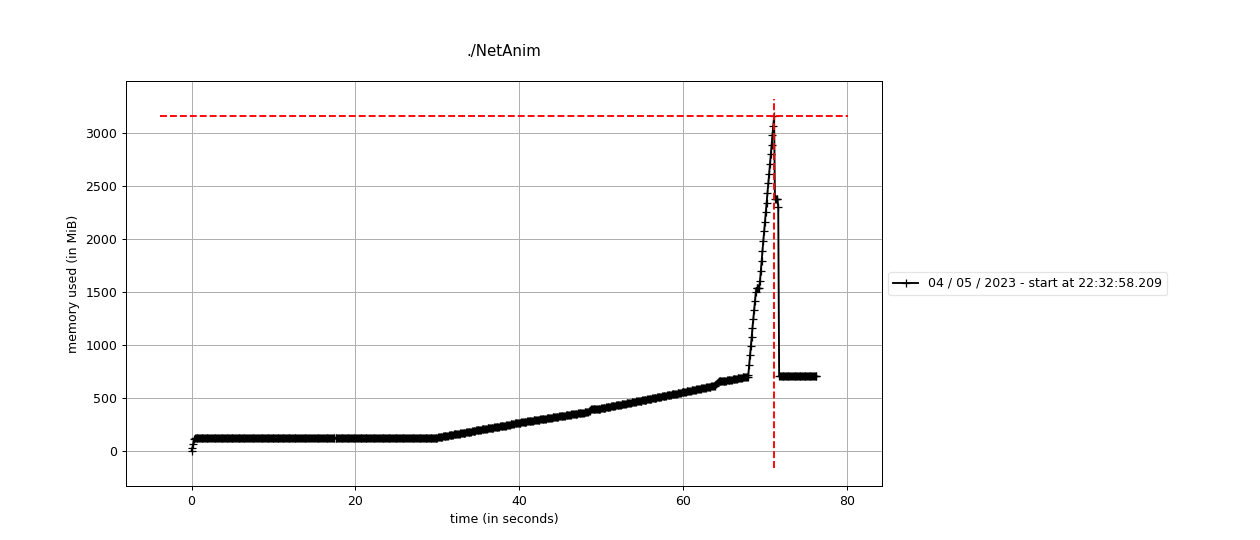 ./NetAnim
memory used (in MiB)
3000
2500
2000
1500
1000
500
0
0 20 40 60 80
time (in seconds)
04 / 05 / 2023 - start at 22:32:58.209